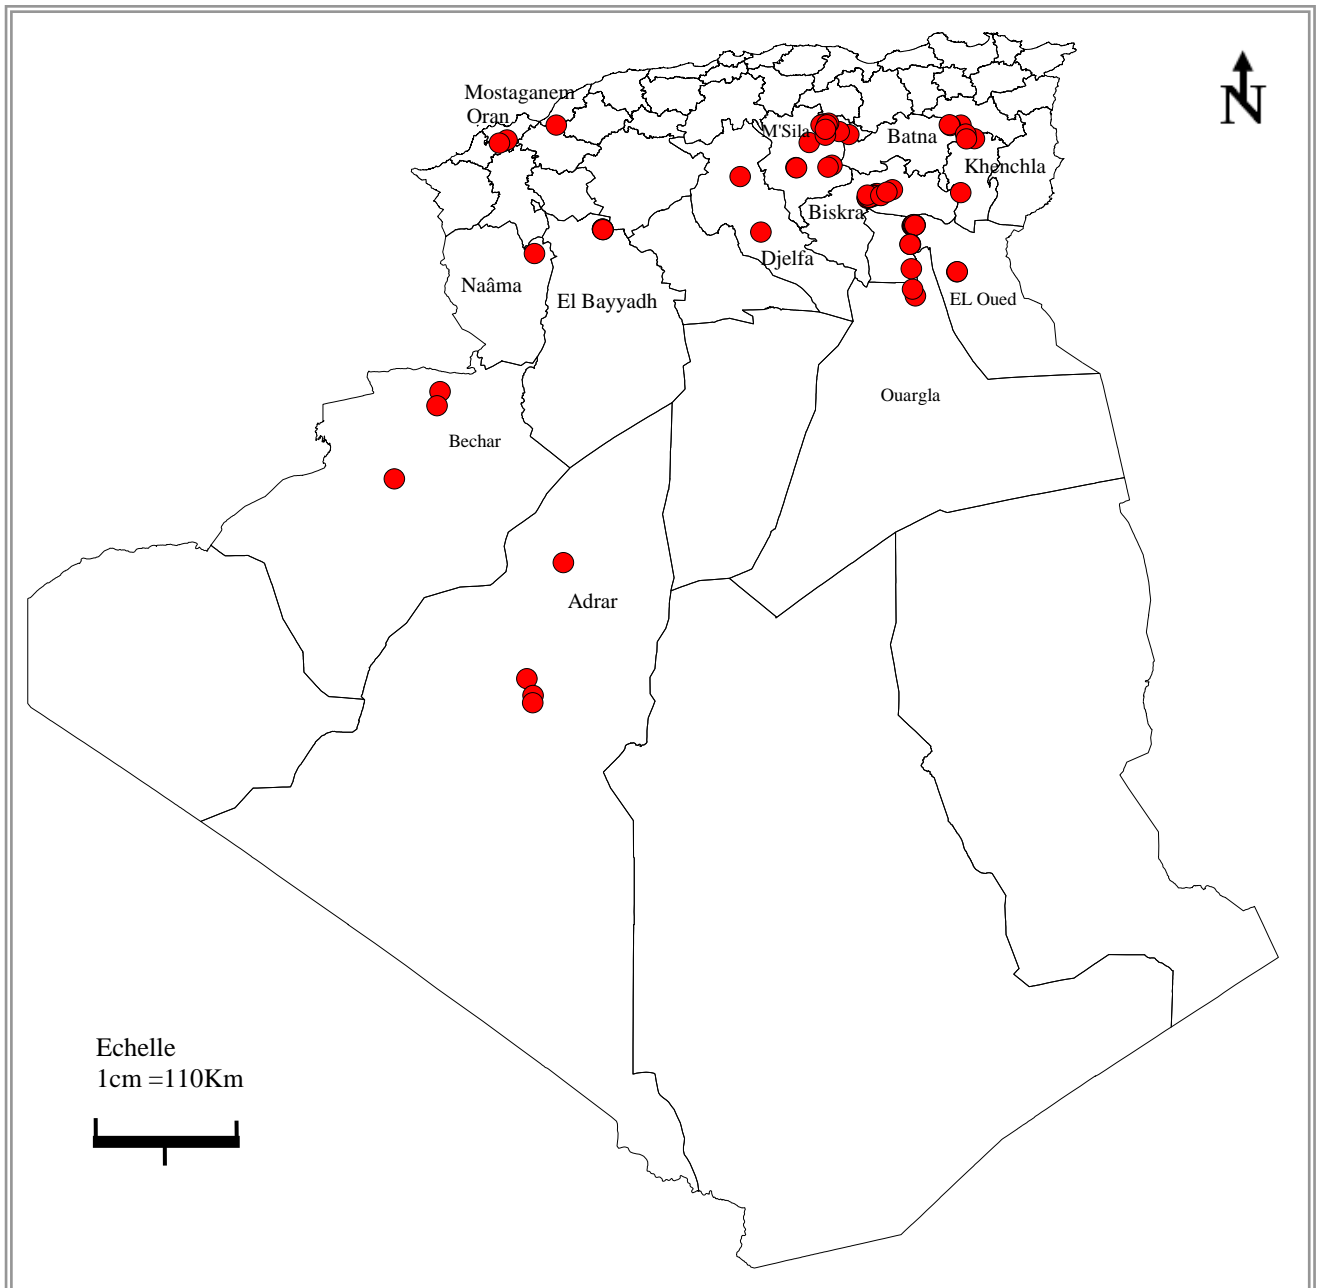 Mostaganem
Oran
N
M'Sila
Batna
Khenchla
Biskra
Djelfa
Naâma
El Bayyadh
EL Oued
Ouargla
Bechar
Adrar
Echelle
1cm =110Km